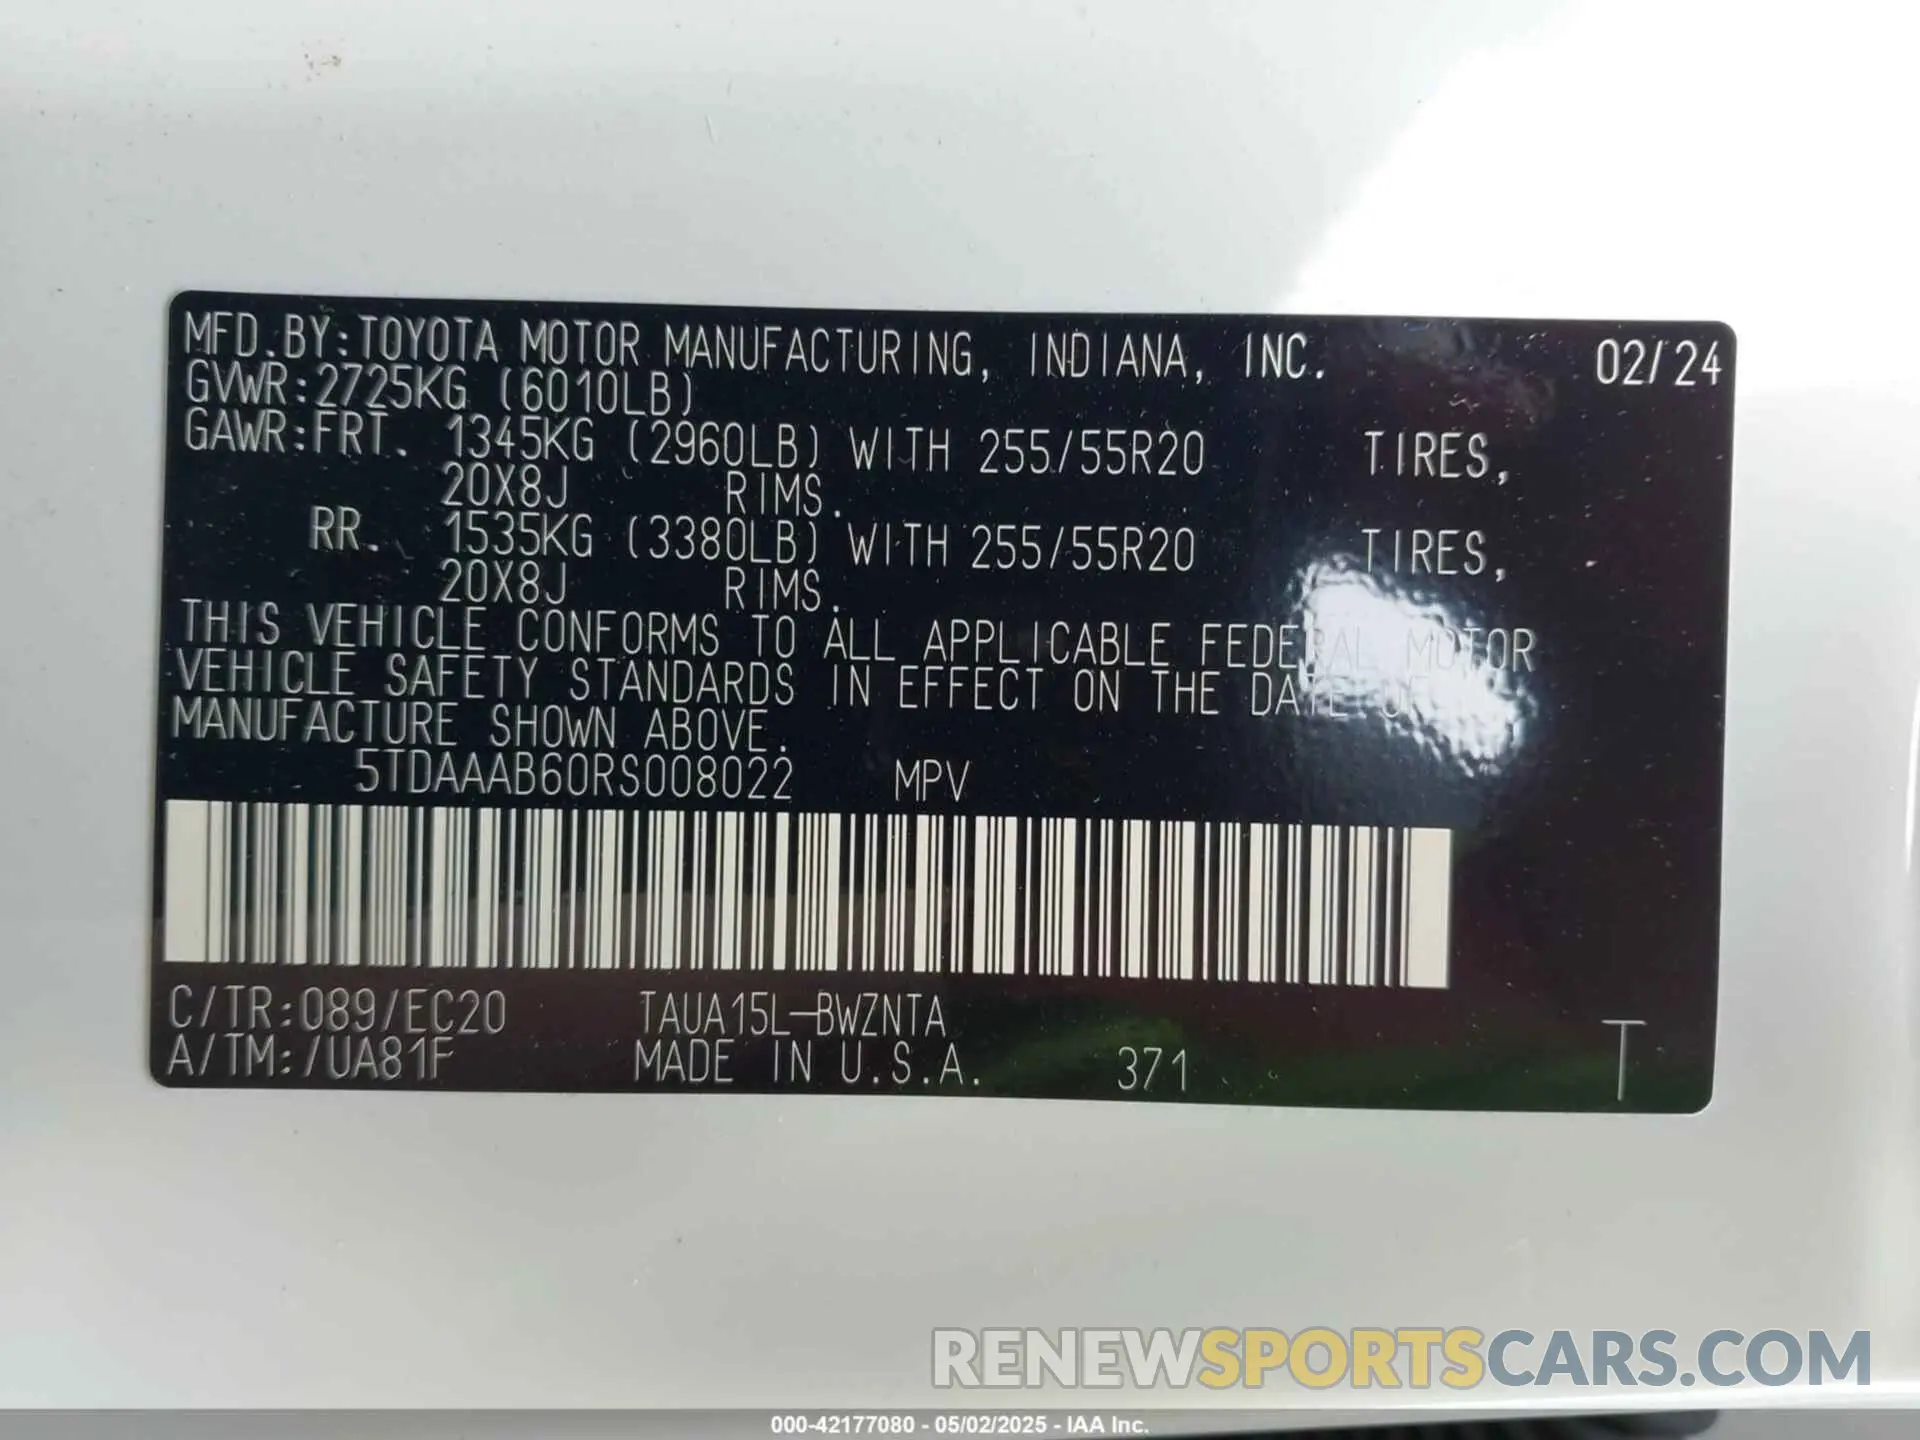 MFD.BY:TOYOTA MOTOR MANUFACTURING, INDIANA, INC. 02/24
GVWR:2725KG (6010LB)
GAWR:FRT. 1345KG (2960LB) WITH 255/55R20 TIRES,
20X8J RIMS.
RR. 1535KG (3380LB) WITH 255/55R20 TIRES,
20X8J RIMS.
THIS VEHICLE CONFORMS TO ALL APPLICABLE FEDERAL MOTOR
VEHICLE SAFETY STANDARDS IN EFFECT ON THE DATE OF
MANUFACTURE SHOWN ABOVE.
5TDAAAB60RS008022 MPV
C/TR:089/EC20 TAUA15L-BWZNTA
A/TM:/UA81F MADE IN U.S.A. 371 T
RENEWSPORTSCARS.COM
000-42177080 - 05/02/2025 - IAA Inc.